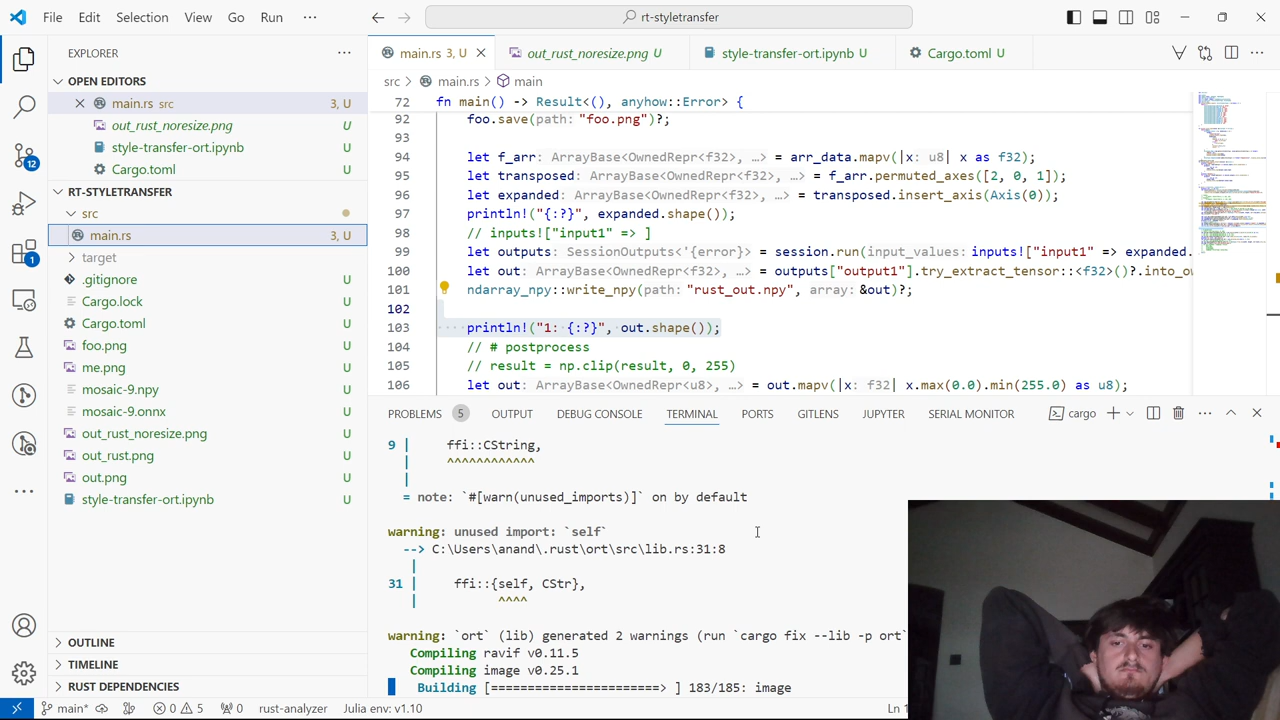 File Edit Selection View Go Run ··· rt-styletransfer
EXPLORER ···
OPEN EDITORS
main.rs src 3, U
out_rust_noresize.png U
style-transfer-ort.ipynb U
Cargo.toml U
RT-STYLETRANSFER
src
main.rs 3, U
target
.gitignore U
Cargo.lock U
Cargo.toml U
foo.png U
me.png U
mosaic-9.npy U
mosaic-9.onnx U
out_rust_noresize.png U
out_rust.png U
out.png U
style-transfer-ort.ipynb U
OUTLINE
TIMELINE
RUST DEPENDENCIES
12
1
main.rs 3, U out_rust_noresize.png U style-transfer-ort.ipynb U Cargo.toml U
src > main.rs > main
72 fn main() -> Result<(), anyhow::Error> {
92 foo.save(path: "foo.png")?;
93
94 let f_arr: ArrayBase<OwnedRepr<f32>, …> = arr_data.mapv(|x: u8| x as f32);
95 let transposed: ArrayBase<OwnedRepr<f32>, …> = f_arr.permuted_axes([2, 0, 1]);
96 let expanded: ArrayBase<OwnedRepr<f32>, …> = transposed.insert_axis(Axis(0));
97 println!("{:?}", expanded.shape());
98 // inputs!["input1" => ]
99 let outputs: SessionOutputs<{error}> = session.run(input_values: inputs!["input1" => expanded.
100 let out: ArrayBase<OwnedRepr<f32>, …> = outputs["output1"].try_extract_tensor::<f32>()?.into_ow
101 ndarray_npy::write_npy(path: "rust_out.npy", array: &out)?;
102
103 ····println!("1: {:?}", out.shape());
104 // # postprocess
105 // result = np.clip(result, 0, 255)
106 let out: ArrayBase<OwnedRepr<u8>, …> = out.mapv(|x: f32| x.max(0.0).min(255.0) as u8);
PROBLEMS 5 OUTPUT DEBUG CONSOLE TERMINAL PORTS GITLENS JUPYTER SERIAL MONITOR cargo
9 | ffi::CString,
| ^^^^^^^^^^^^
|
= note: `#[warn(unused_imports)]` on by default
warning: unused import: `self`
--> C:\Users\anand\.rust\ort\src\lib.rs:31:8
|
31 | ffi::{self, CStr},
| ^^^^
warning: `ort` (lib) generated 2 warnings (run `cargo fix --lib -p ort`
Compiling ravif v0.11.5
Compiling image v0.25.1
Building [=======================> ] 183/185: image
main* 0 5 0 rust-analyzer Julia env: v1.10